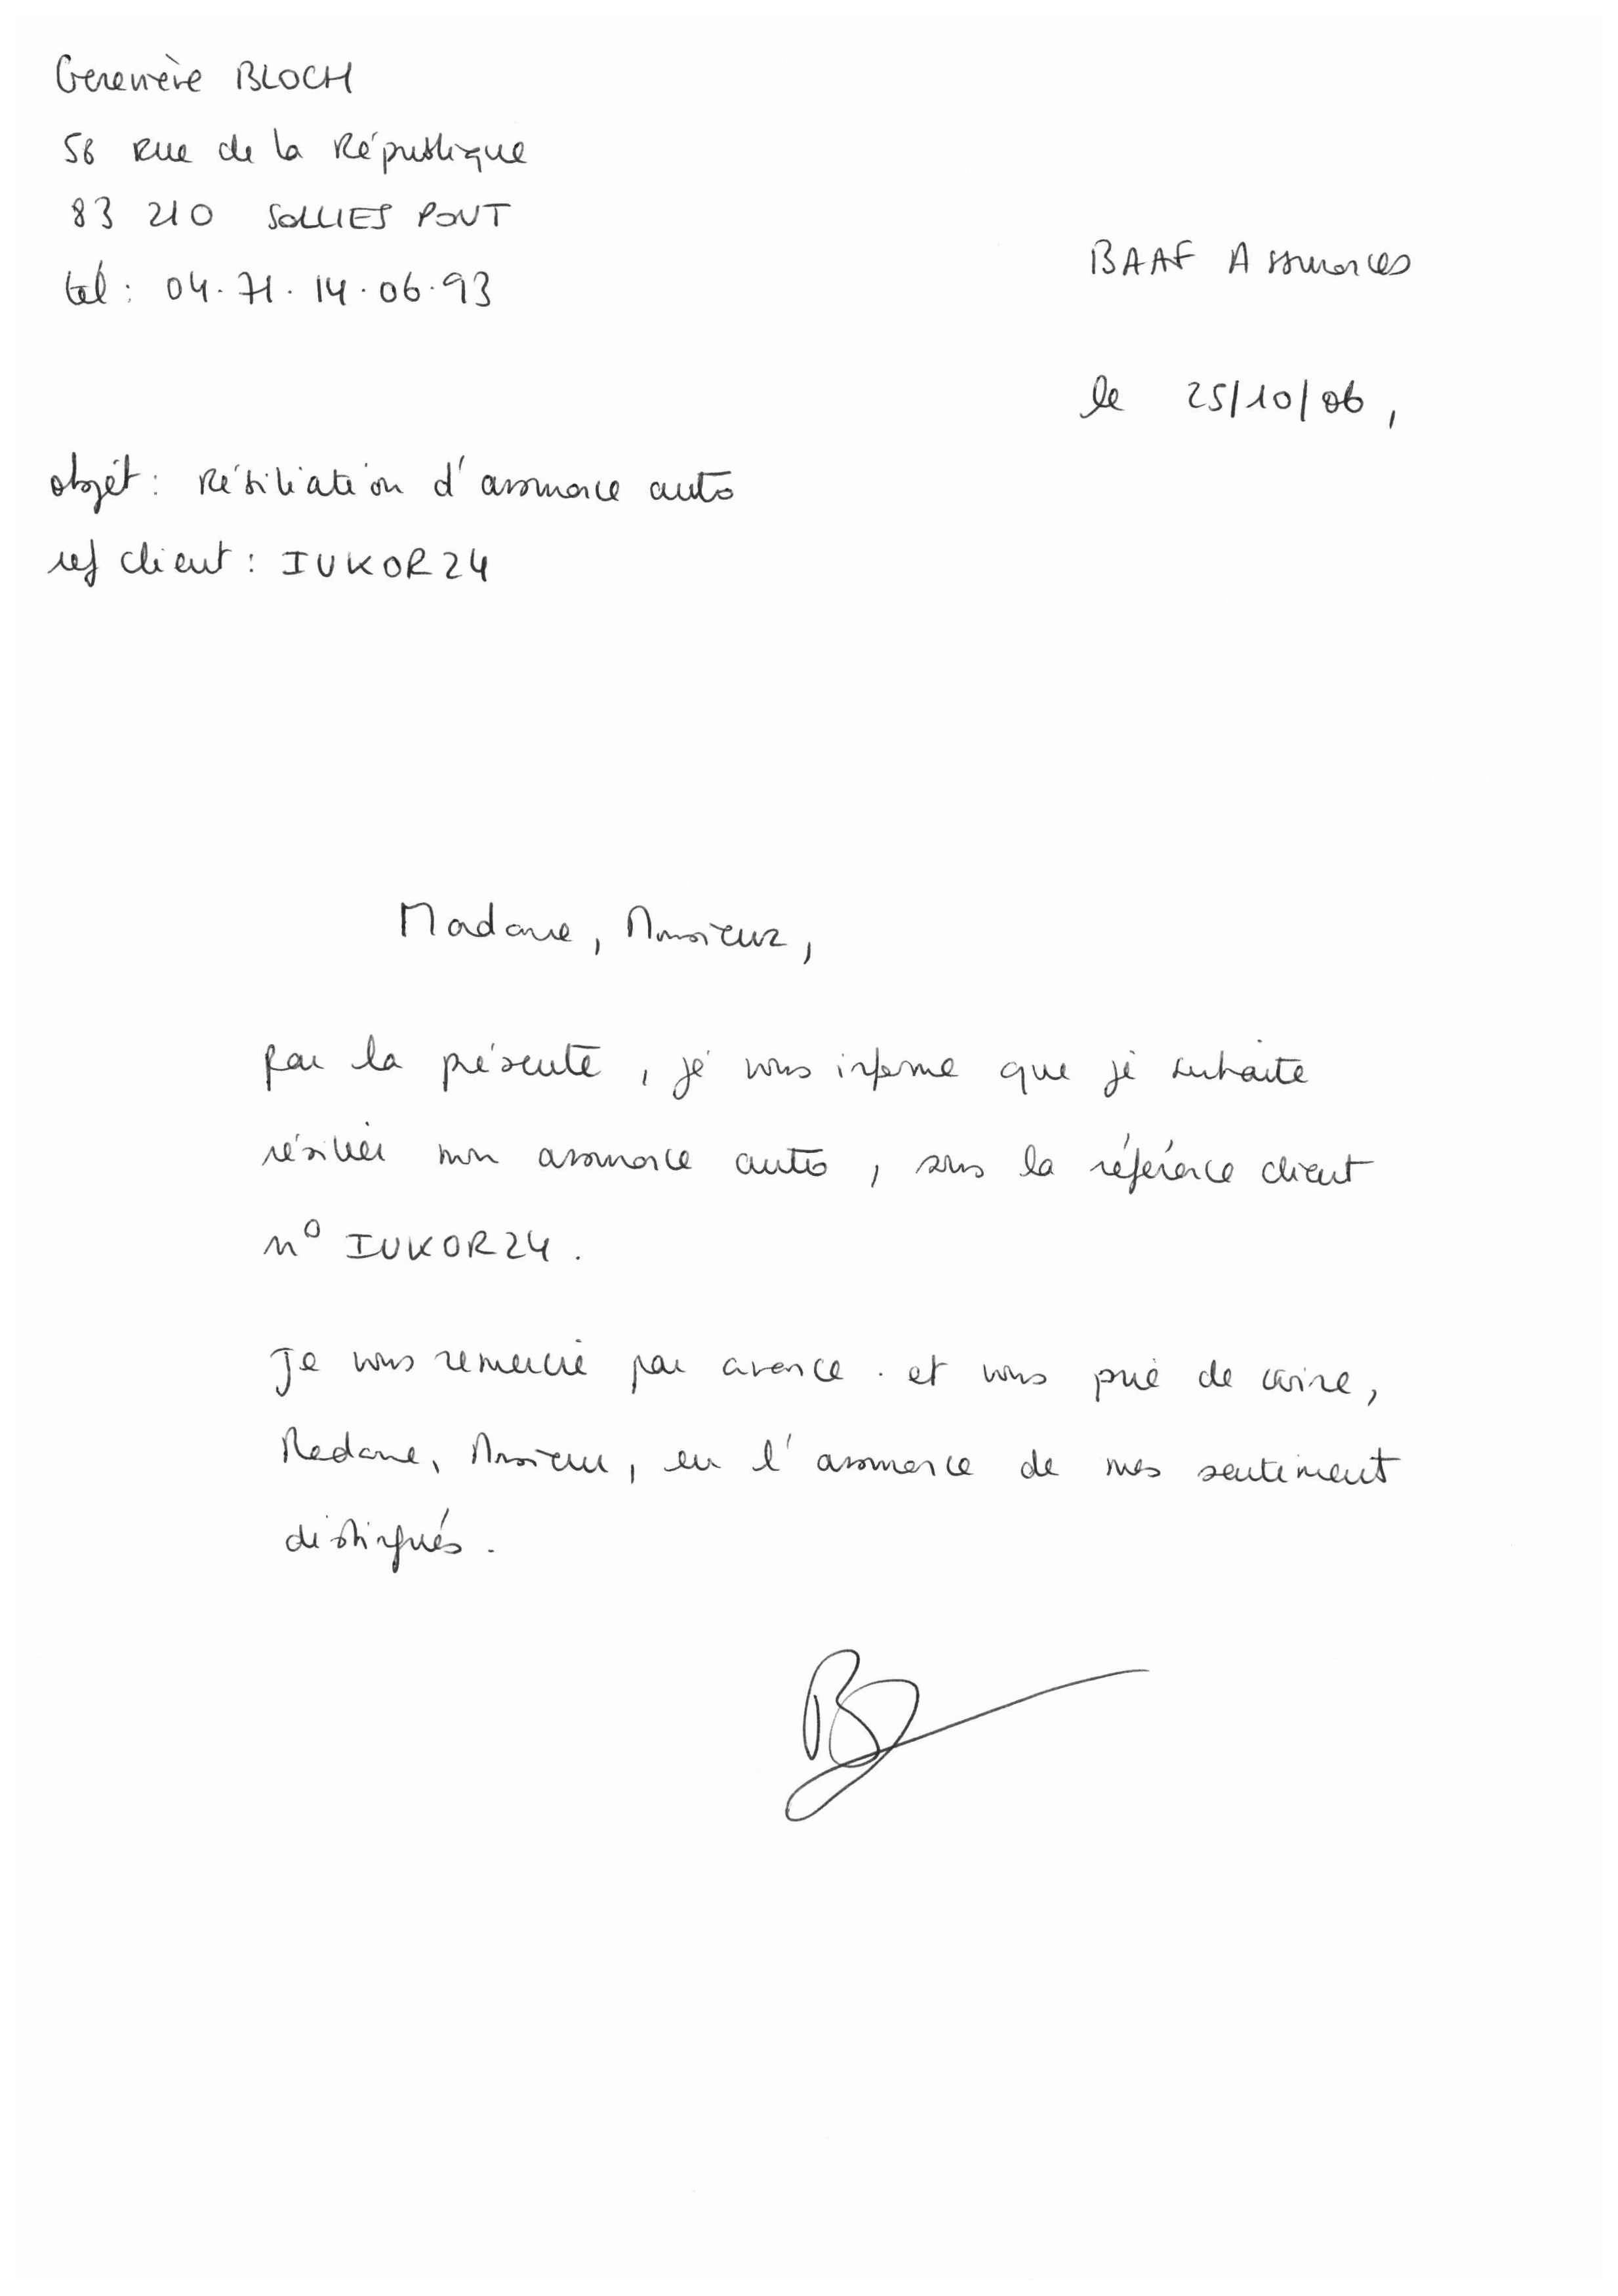 Geneviève BLOCH
56 Rue de la République
83 210 SOLLIES PONT
tél : 04.71.14.06.93
BAAF Assurances
le 25/10/06,
objet : Résiliation d'assurance auto
ref client : IUKOR24
Madame, Monsieur,
Par la présente, je vous informe que je souhaite
résilier mon assurance auto, sous la référence client
n° IUKOR24.
Je vous remercie par avance. et vous prie de croire,
Madame, Monsieur, en l'assurance de mes sentiment
distingués.